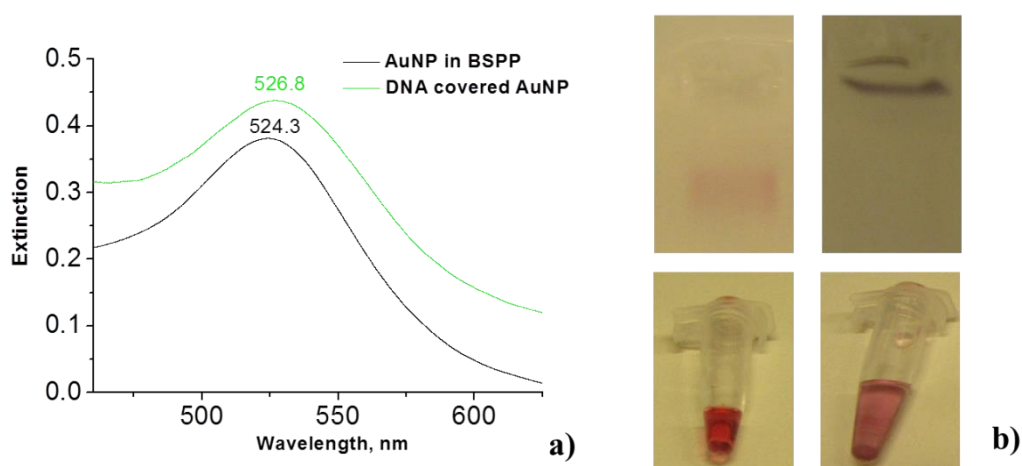 0.5
0.4
0.3
0.2
0.1
0.0
Extinction
AuNP in BSPP
DNA covered AuNP
526.8
524.3
500
550
600
Wavelength, nm
a)
b)